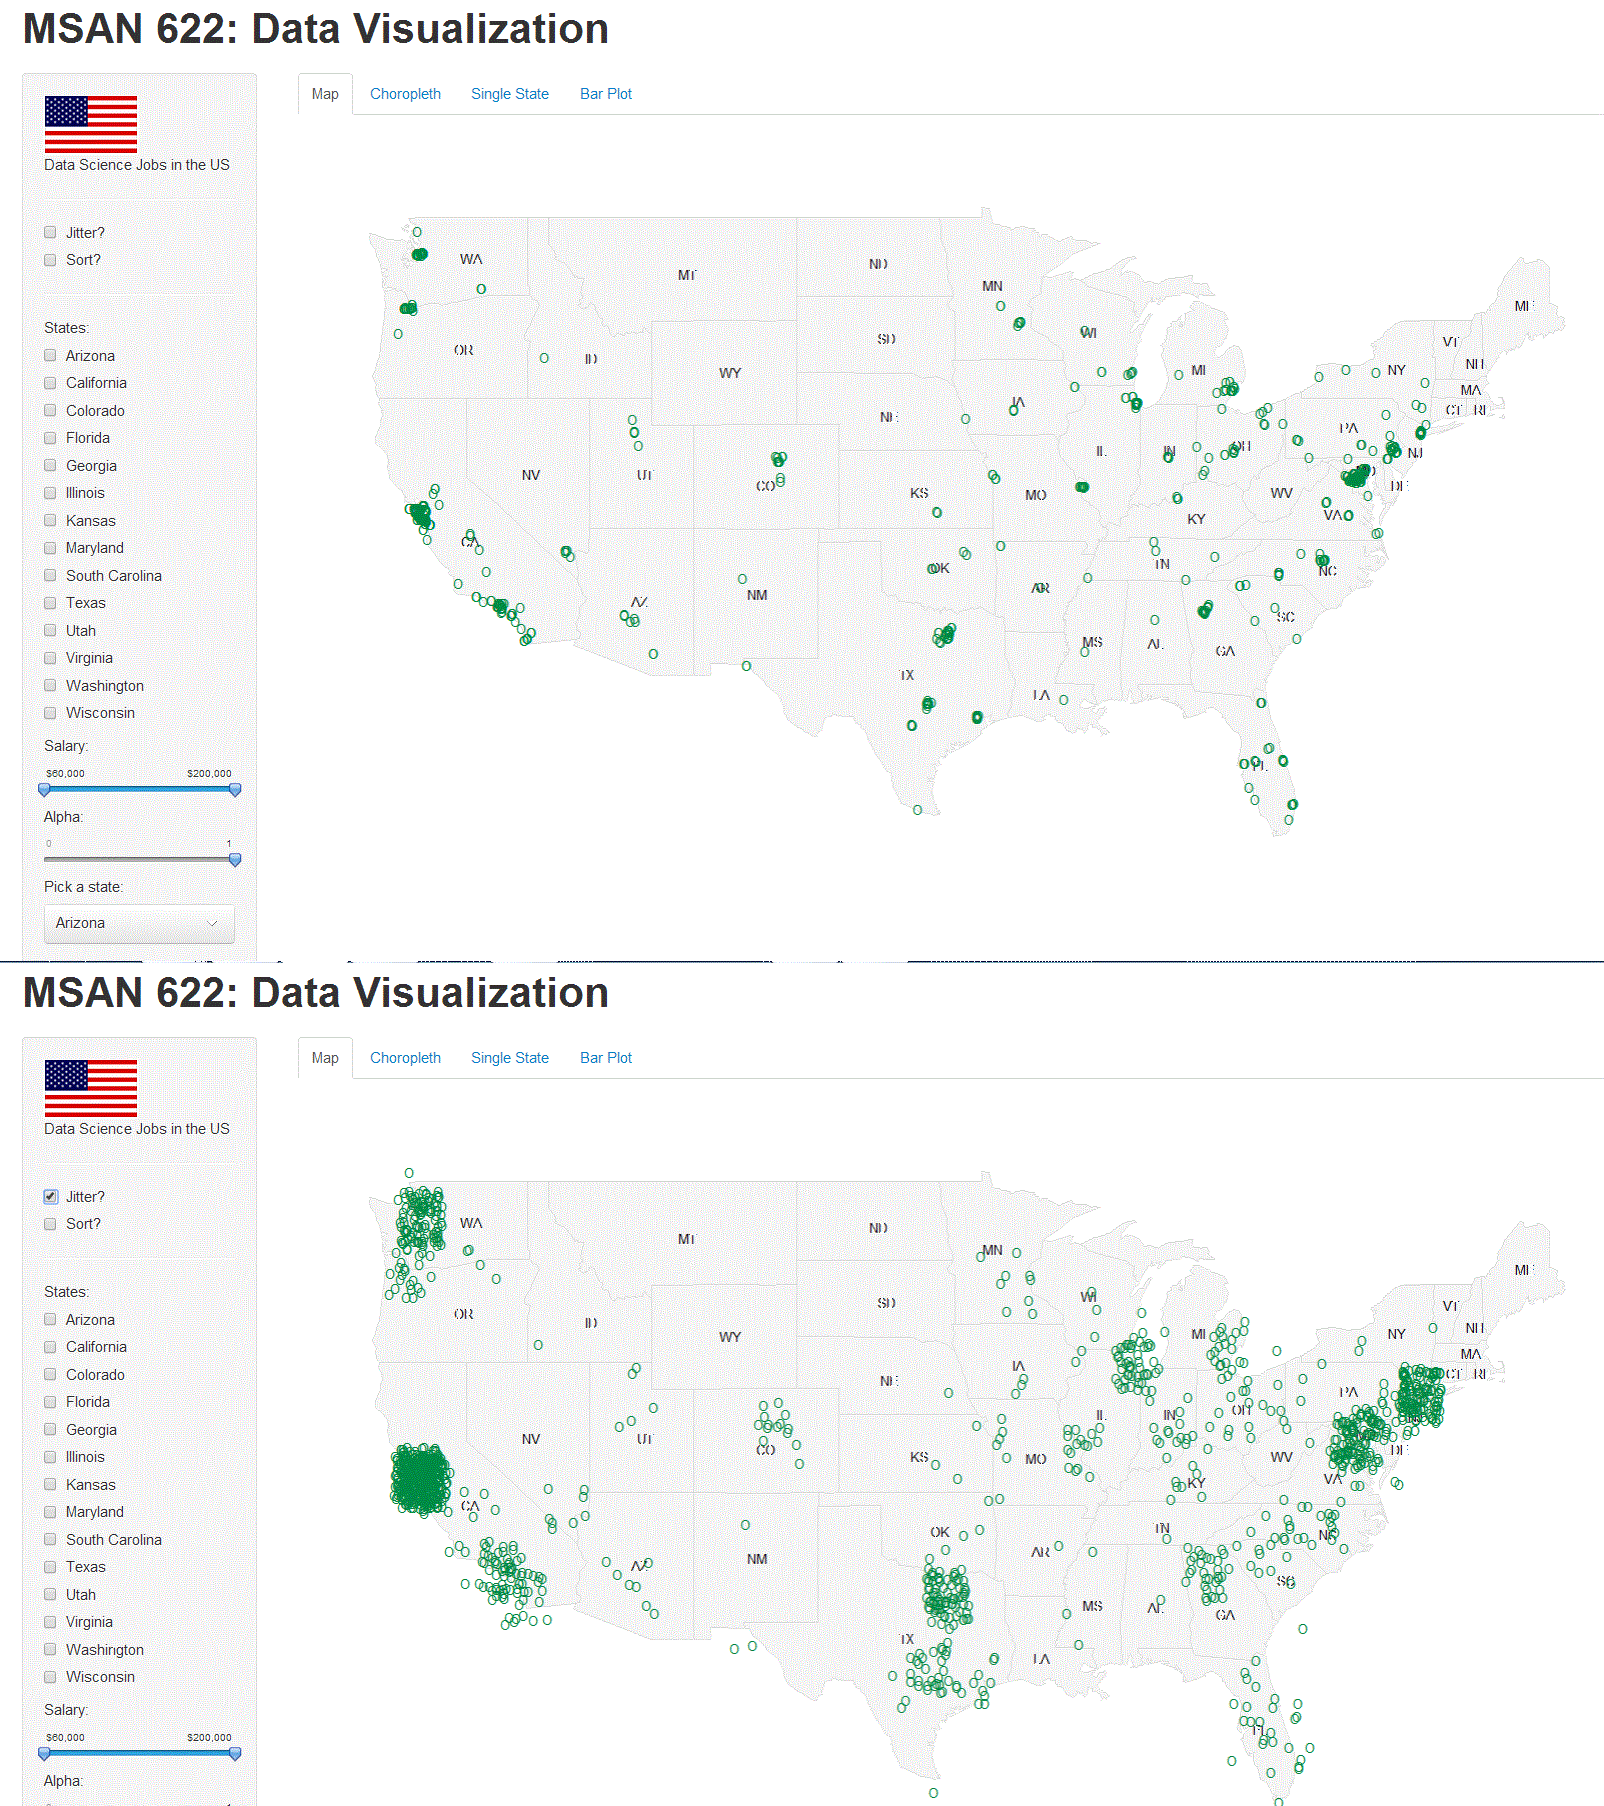 MSAN 622: Data Visualization
Map Choropleth Single State Bar Plot
Data Science Jobs in the US
Jitter?
Sort?
States:
Arizona
California
Colorado
Florida
Georgia
Illinois
Kansas
Maryland
South Carolina
Texas
Utah
Virginia
Washington
Wisconsin
Salary:
$60,000 $200,000
Alpha:
0 1
Pick a state:
Arizona
WA MT ND MN ME
OR ID SD WI VT NH
WY MI NY MA
NE IA CT RI
PA
NV UT CO IL IN OH NJ
KS MO WV MD DE
KY VA
CA
AZ NM OK AR TN NC
SC
MS AL GA
TX LA
FL
MSAN 622: Data Visualization
Map Choropleth Single State Bar Plot
Data Science Jobs in the US
Jitter?
Sort?
States:
Arizona
California
Colorado
Florida
Georgia
Illinois
Kansas
Maryland
South Carolina
Texas
Utah
Virginia
Washington
Wisconsin
Salary:
$60,000 $200,000
Alpha:
WA MT ND MN ME
OR ID SD WI VT NH
WY MI NY MA
NE IA CT RI
PA
NV UT CO IL IN OH
KS MO WV DE
KY VA
CA
AZ NM OK AR TN NC
SC
MS AL GA
TX LA
FL